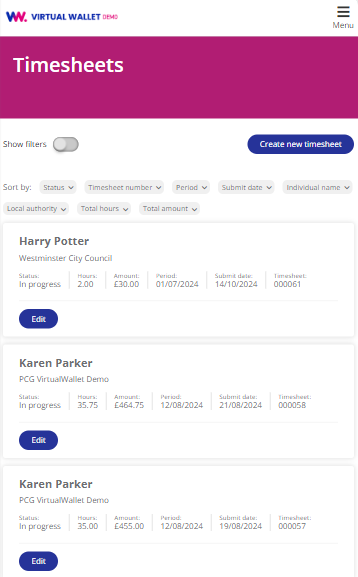 VIRTUAL WALLET DEMO
Menu
Timesheets
Show filters
Create new timesheet
Sort by: Status Timesheet number Period Submit date Individual name
Local authority Total hours Total amount
Harry Potter
Westminster City Council
Status: Hours: Amount: Period: Submit date: Timesheet:
In progress 2.00 £30.00 01/07/2024 14/10/2024 000061
Edit
Karen Parker
PCG VirtualWallet Demo
Status: Hours: Amount: Period: Submit date: Timesheet:
In progress 35.75 £464.75 12/08/2024 21/08/2024 000058
Edit
Karen Parker
PCG VirtualWallet Demo
Status: Hours: Amount: Period: Submit date: Timesheet:
In progress 35.00 £455.00 12/08/2024 19/08/2024 000057
Edit